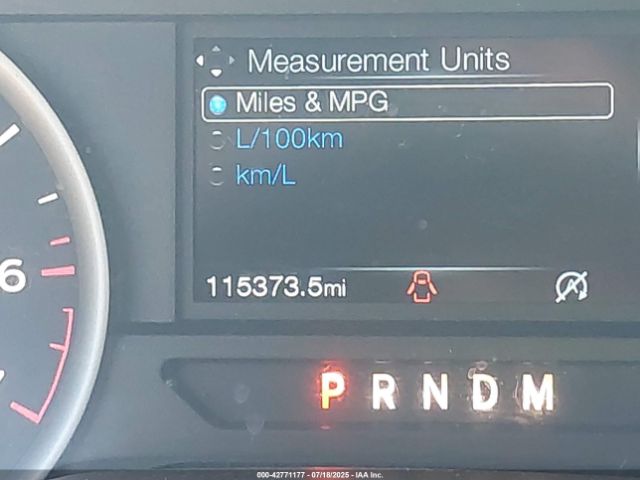 Measurement Units
Miles & MPG
L/100km
km/L
6
115373.5mi
P R N D M
000-42771177 - 07/18/2025 - IAA Inc.